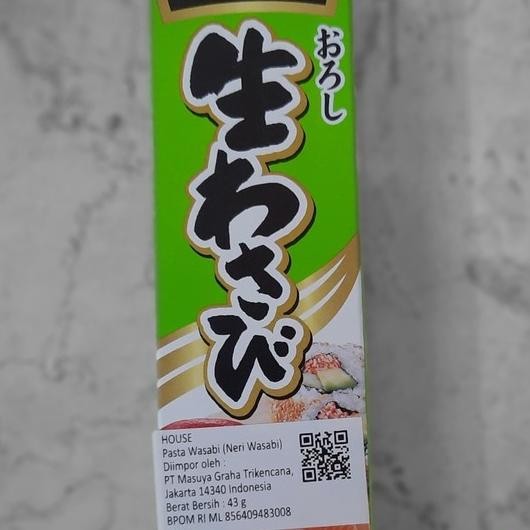 おろし
生わさび
HOUSE
Pasta Wasabi (Neri Wasabi)
Diimpor oleh :
PT Masuya Graha Trikencana,
Jakarta 14340 Indonesia
Berat Bersih : 43 g
BPOM RI ML 856409483008